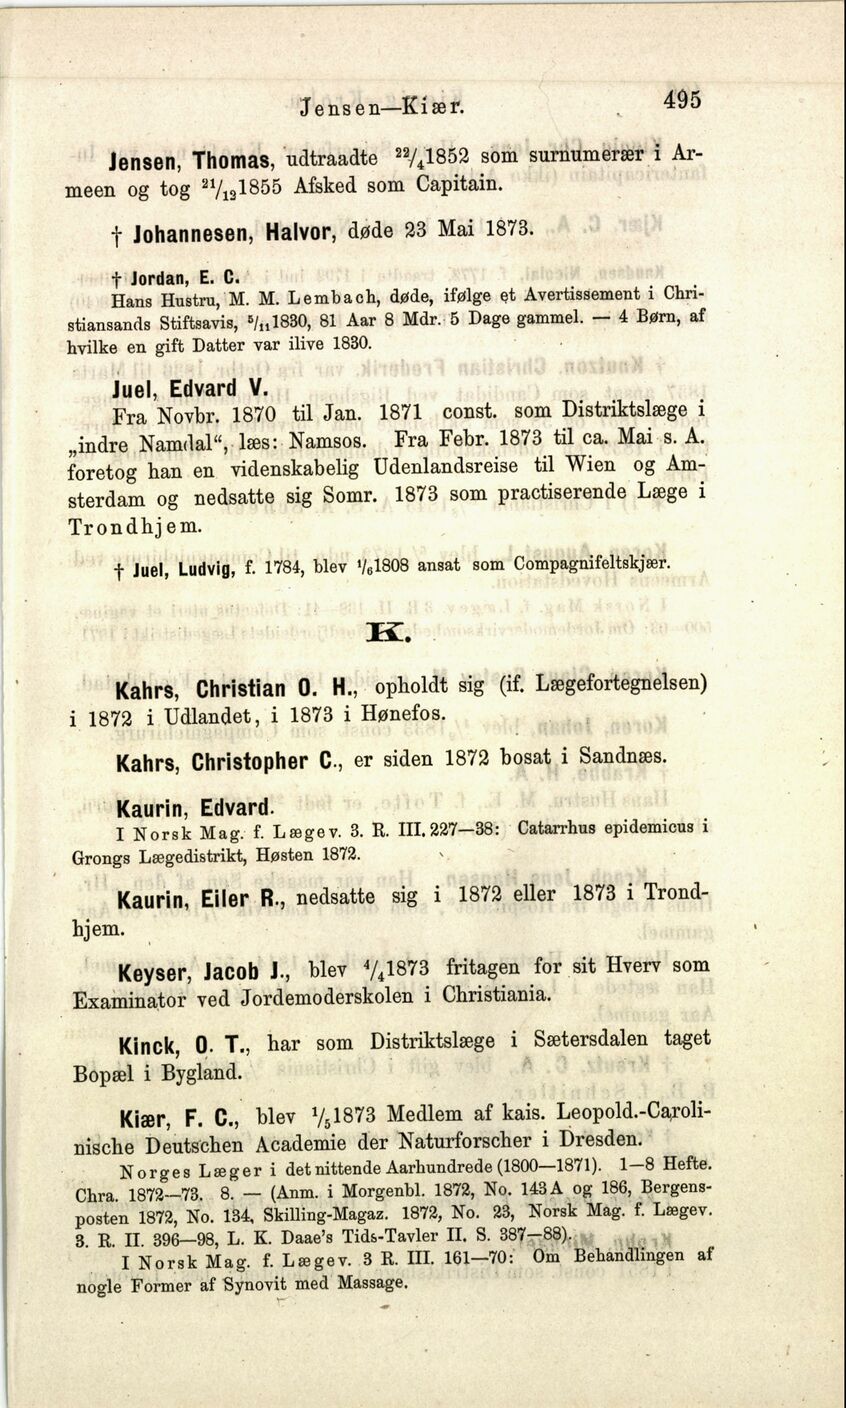 Jensen—Kiær. 495
Jensen, Thomas, udtraadte 22/41852 som surnumerær i Ar-
meen og tog 21/121855 Afsked som Capitain.
† Johannesen, Halvor, døde 23 Mai 1873.
† Jordan, E. C.
Hans Hustru, M. M. Lembach, døde, ifølge et Avertissement i Chri-
stiansands Stiftsavis, 5/111830, 81 Aar 8 Mdr. 5 Dage gammel. — 4 Børn, af
hvilke en gift Datter var ilive 1830.
Juel, Edvard V.
Fra Novbr. 1870 til Jan. 1871 const. som Distriktslæge i
„indre Namdal“, læs: Namsos. Fra Febr. 1873 til ca. Mai s. A.
foretog han en videnskabelig Udenlandsreise til Wien og Am-
sterdam og nedsatte sig Somr. 1873 som practiserende Læge i
Trondhjem.
† Juel, Ludvig, f. 1784, blev 1/61808 ansat som Compagnifeltskjær.
K.
Kahrs, Christian O. H., opholdt sig (if. Lægefortegnelsen)
i 1872 i Udlandet, i 1873 i Hønefos.
Kahrs, Christopher C., er siden 1872 bosat i Sandnæs.
Kaurin, Edvard.
I Norsk Mag. f. Lægev. 3. R. III. 227—38: Catarrhus epidemicus i
Grongs Lægedistrikt, Høsten 1872.
Kaurin, Eiler R., nedsatte sig i 1872 eller 1873 i Trond-
hjem.
Keyser, Jacob J., blev 4/41873 fritagen for sit Hverv som
Examinator ved Jordemoderskolen i Christiania.
Kinck, O. T., har som Distriktslæge i Sætersdalen taget
Bopæl i Bygland.
Kiær, F. C., blev 1/51873 Medlem af kais. Leopold.-Caroli-
nische Deutschen Academie der Naturforscher i Dresden.
Norges Læger i det nittende Aarhundrede (1800—1871). 1—8 Hefte.
Chra. 1872—73. 8. — (Anm. i Morgenbl. 1872, No. 143 A og 186, Bergens-
posten 1872, No. 134, Skilling-Magaz. 1872, No. 23, Norsk Mag. f. Lægev.
3. R. II. 396—98, L. K. Daae's Tids-Tavler II. S. 387—88).
I Norsk Mag. f. Lægev. 3 R. III. 161—70: Om Behandlingen af
nogle Former af Synovit med Massage.